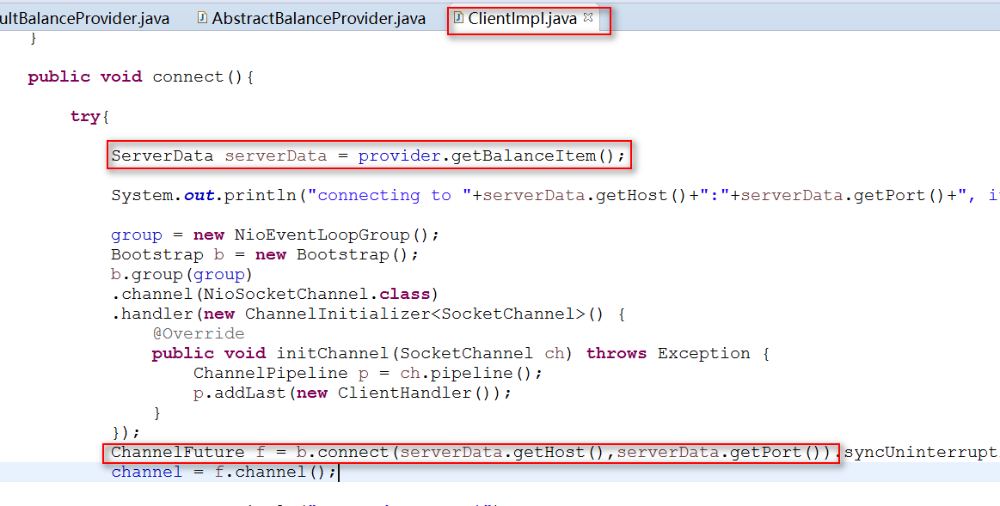 ultBalanceProvider.java AbstractBalanceProvider.java ClientImpl.java
}
public void connect(){
try{
ServerData serverData = provider.getBalanceItem();
System.out.println("connecting to "+serverData.getHost()+":"+serverData.getPort()+", i
group = new NioEventLoopGroup();
Bootstrap b = new Bootstrap();
b.group(group)
.channel(NioSocketChannel.class)
.handler(new ChannelInitializer<SocketChannel>() {
@Override
public void initChannel(SocketChannel ch) throws Exception {
ChannelPipeline p = ch.pipeline();
p.addLast(new ClientHandler());
}
});
ChannelFuture f = b.connect(serverData.getHost(),serverData.getPort()).syncUninterrupt
channel = f.channel();